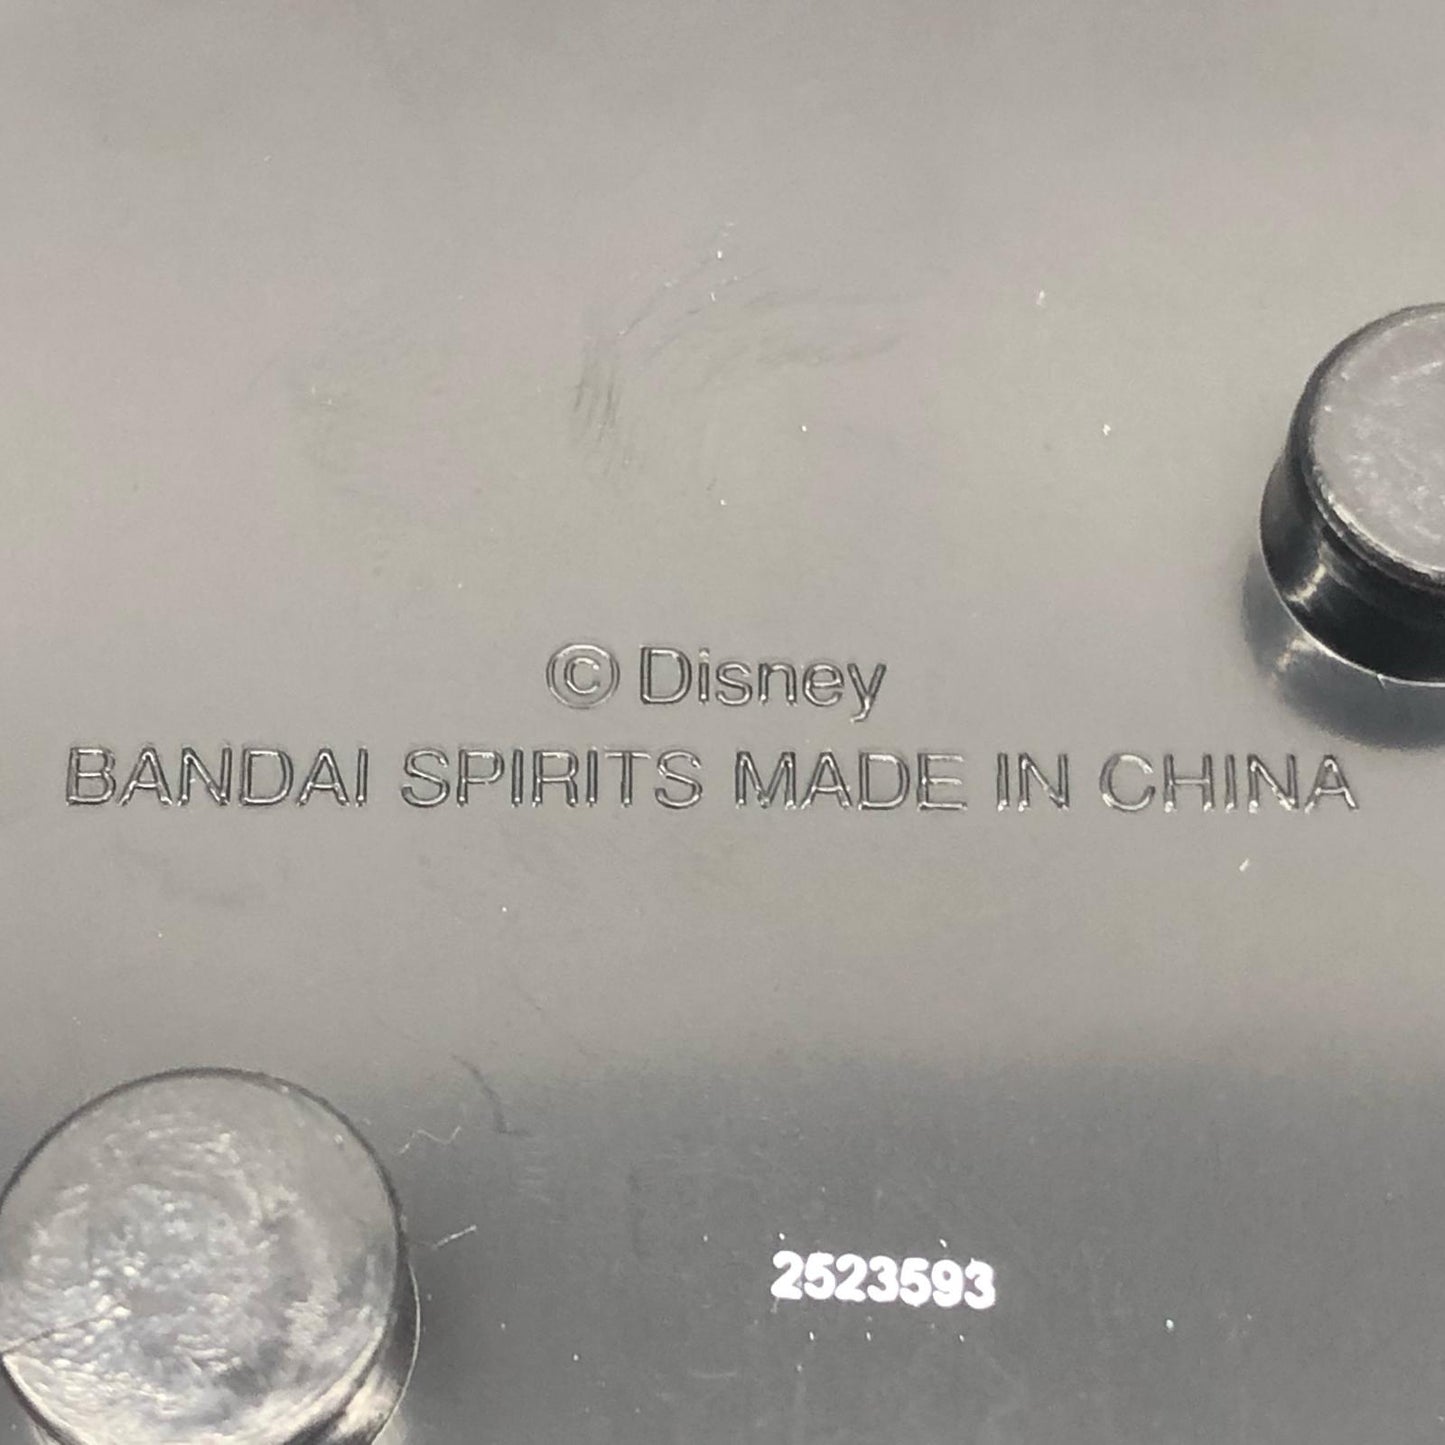 © Disney
BANDAI SPIRITS MADE IN CHINA
2523593